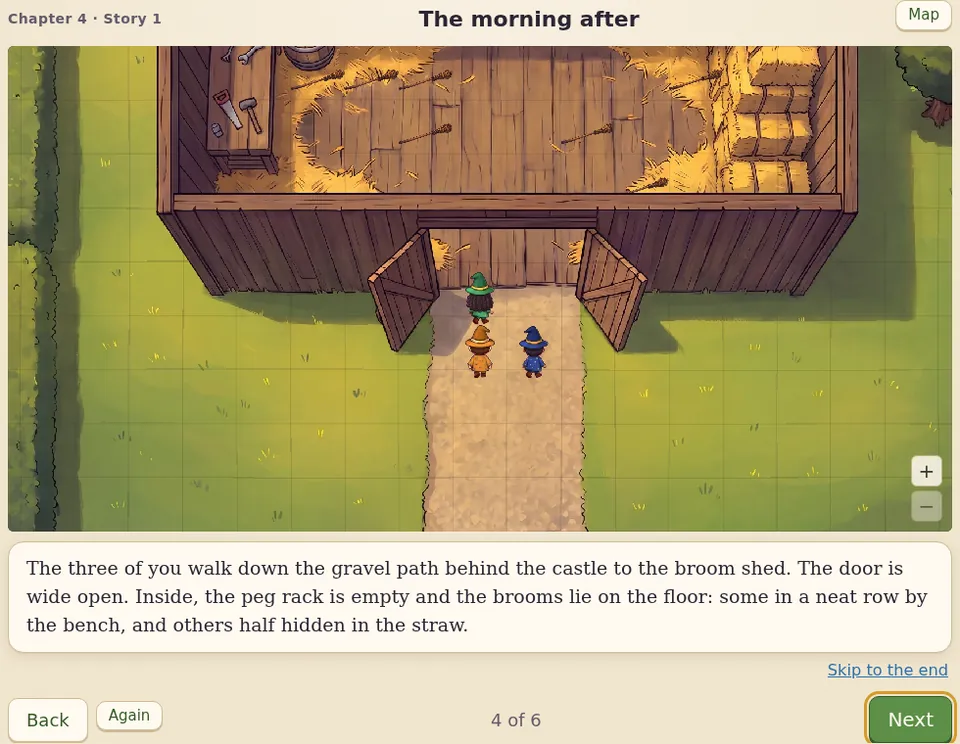 Chapter 4 · Story 1
The morning after
Map
+
−
The three of you walk down the gravel path behind the castle to the broom shed. The door is
wide open. Inside, the peg rack is empty and the brooms lie on the floor: some in a neat row by
the bench, and others half hidden in the straw.
Skip to the end
Back
Again
4 of 6
Next